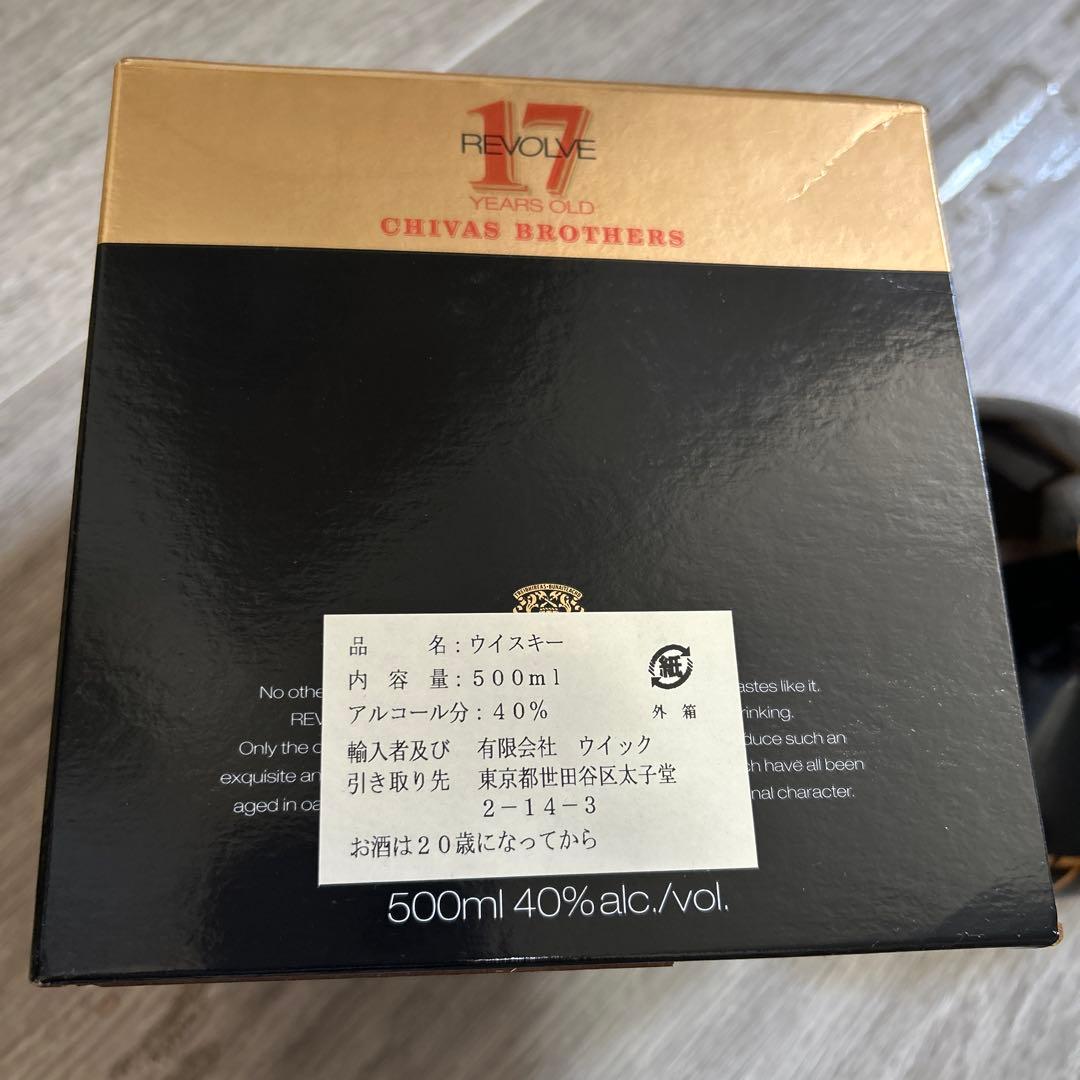 17
REVOLVE
YEARS OLD
CHIVAS BROTHERS
品 名:ウイスキー
内 容 量:500ml
アルコール分:40%
紙
外 箱
輸入者及び 有限会社 ウイック
引き取り先 東京都世田谷区太子堂
2-14-3
お酒は20歳になってから
No othe
astes like it.
REV
rinking.
Only the
duce such an
exquisite an
have all been
aged in oa
nal character.
500ml 40% alc./vol.